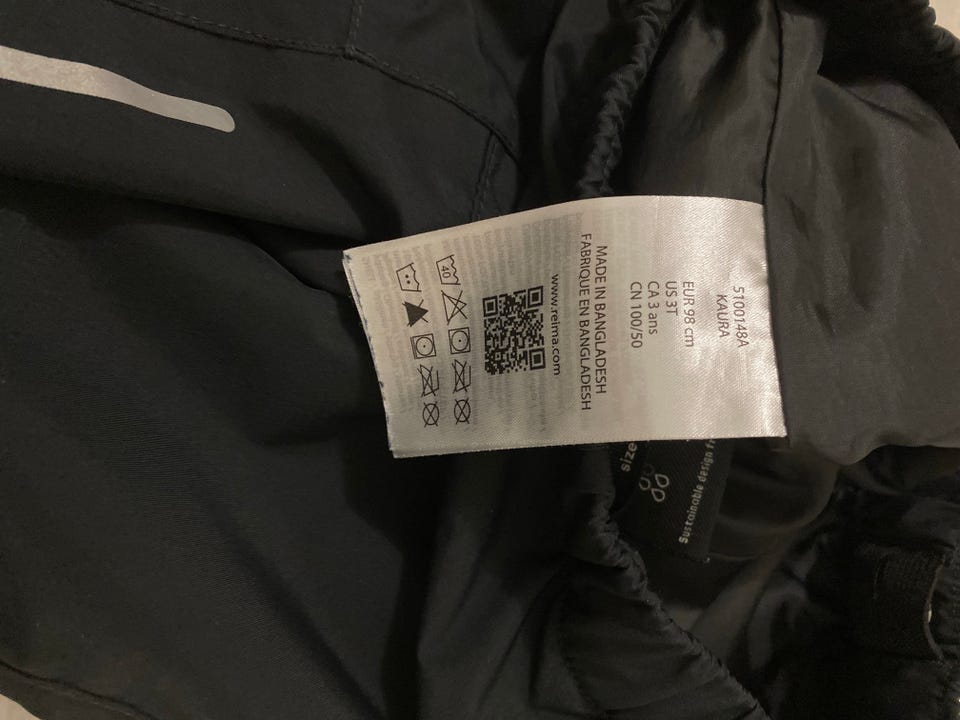 5100148A
KAURA
EUR 98 cm
US 3T
CA 3 ans
CN 100/50
MADE IN BANGLADESH
FABRIQUE EN BANGLADESH
www.reima.com
40
size
Sustainable design